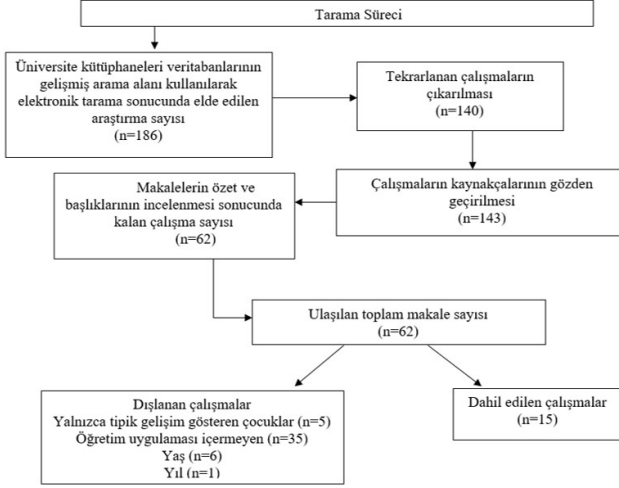 Tarama Süreci
Üniversite kütüphaneleri veritabanlarının
gelişmiş arama alanı kullanılarak
elektronik tarama sonucunda elde edilen
araştırma sayısı
(n=186)
Tekrarlanan çalışmaların
çıkarılması
(n=140)
Çalışmaların kaynakçalarının gözden
geçirilmesi
(n=143)
Makalelerin özet ve
başlıklarının incelenmesi sonucunda
kalan çalışma sayısı
(n=62)
Ulaşılan toplam makale sayısı
(n=62)
Dışlanan çalışmalar
Yalnızca tipik gelişim gösteren çocuklar (n=5)
Öğretim uygulaması içermeyen (n=35)
Yaş (n=6)
Yıl (n=1)
Dahil edilen çalışmalar
(n=15)